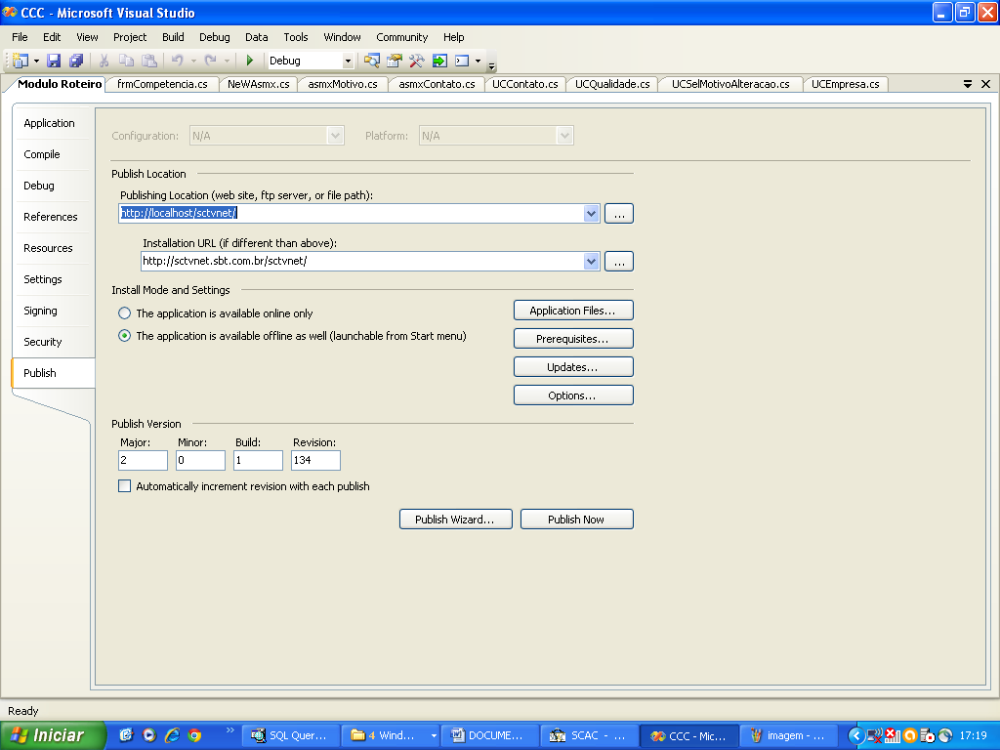 CCC - Microsoft Visual Studio
File Edit View Project Build Debug Data Tools Window Community Help
Debug
Modulo Roteiro frmCompetencia.cs NeWAsmx.cs asmxMotivo.cs asmxContato.cs UCContato.cs UCQualidade.cs UCSelMotivoAlteracao.cs UCEmpresa.cs
Application
Compile
Debug
References
Resources
Settings
Signing
Security
Publish
Configuration: N/A Platform: N/A
Publish Location
Publishing Location (web site, ftp server, or file path):
http://localhost/sctvnet/
...
Installation URL (if different than above):
http://sctvnet.sbt.com.br/sctvnet/
...
Install Mode and Settings
The application is available online only
The application is available offline as well (launchable from Start menu)
Application Files...
Prerequisites...
Updates...
Options...
Publish Version
Major: Minor: Build: Revision:
2 0 1 134
Automatically increment revision with each publish
Publish Wizard... Publish Now
Ready
Iniciar SQL Quer... 4 Wind... DOCUME... SCAC - ... CCC - Mic... imagem - ... 17:19